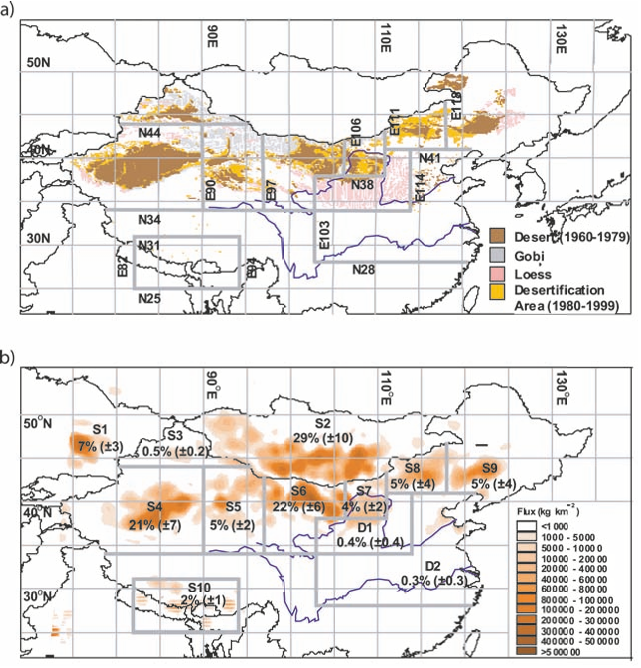 a)
90E
110E
130E
50N
E118
E111
E106
N44
40N
N41
E90
E97
N38
N34
E103
30N
N31
E82
E94
N28
N25
Desert (1960-1979)
Gobi
Loess
Desertification
Area (1980-1999)
b)
90°E
110°E
130°E
50°N
S1
7% (±3)
S3
0.5% (±0.2)
S2
29% (±10)
S8
5% (±4)
S9
5% (±4)
S4
21% (±7)
S5
5% (±2)
S6
22% (±6)
S7
4% (±2)
40°N
D1
0.4% (±0.4)
D2
0.3% (±0.3)
30°N
S10
2% (±1)
Flux (kg km⁻²)
<1000
1000 - 5000
5000 - 10000
10000 - 20000
20000 - 40000
40000 - 60000
60000 - 80000
80000 - 100000
100000 - 200000
200000 - 300000
300000 - 400000
400000 - 500000
>500000